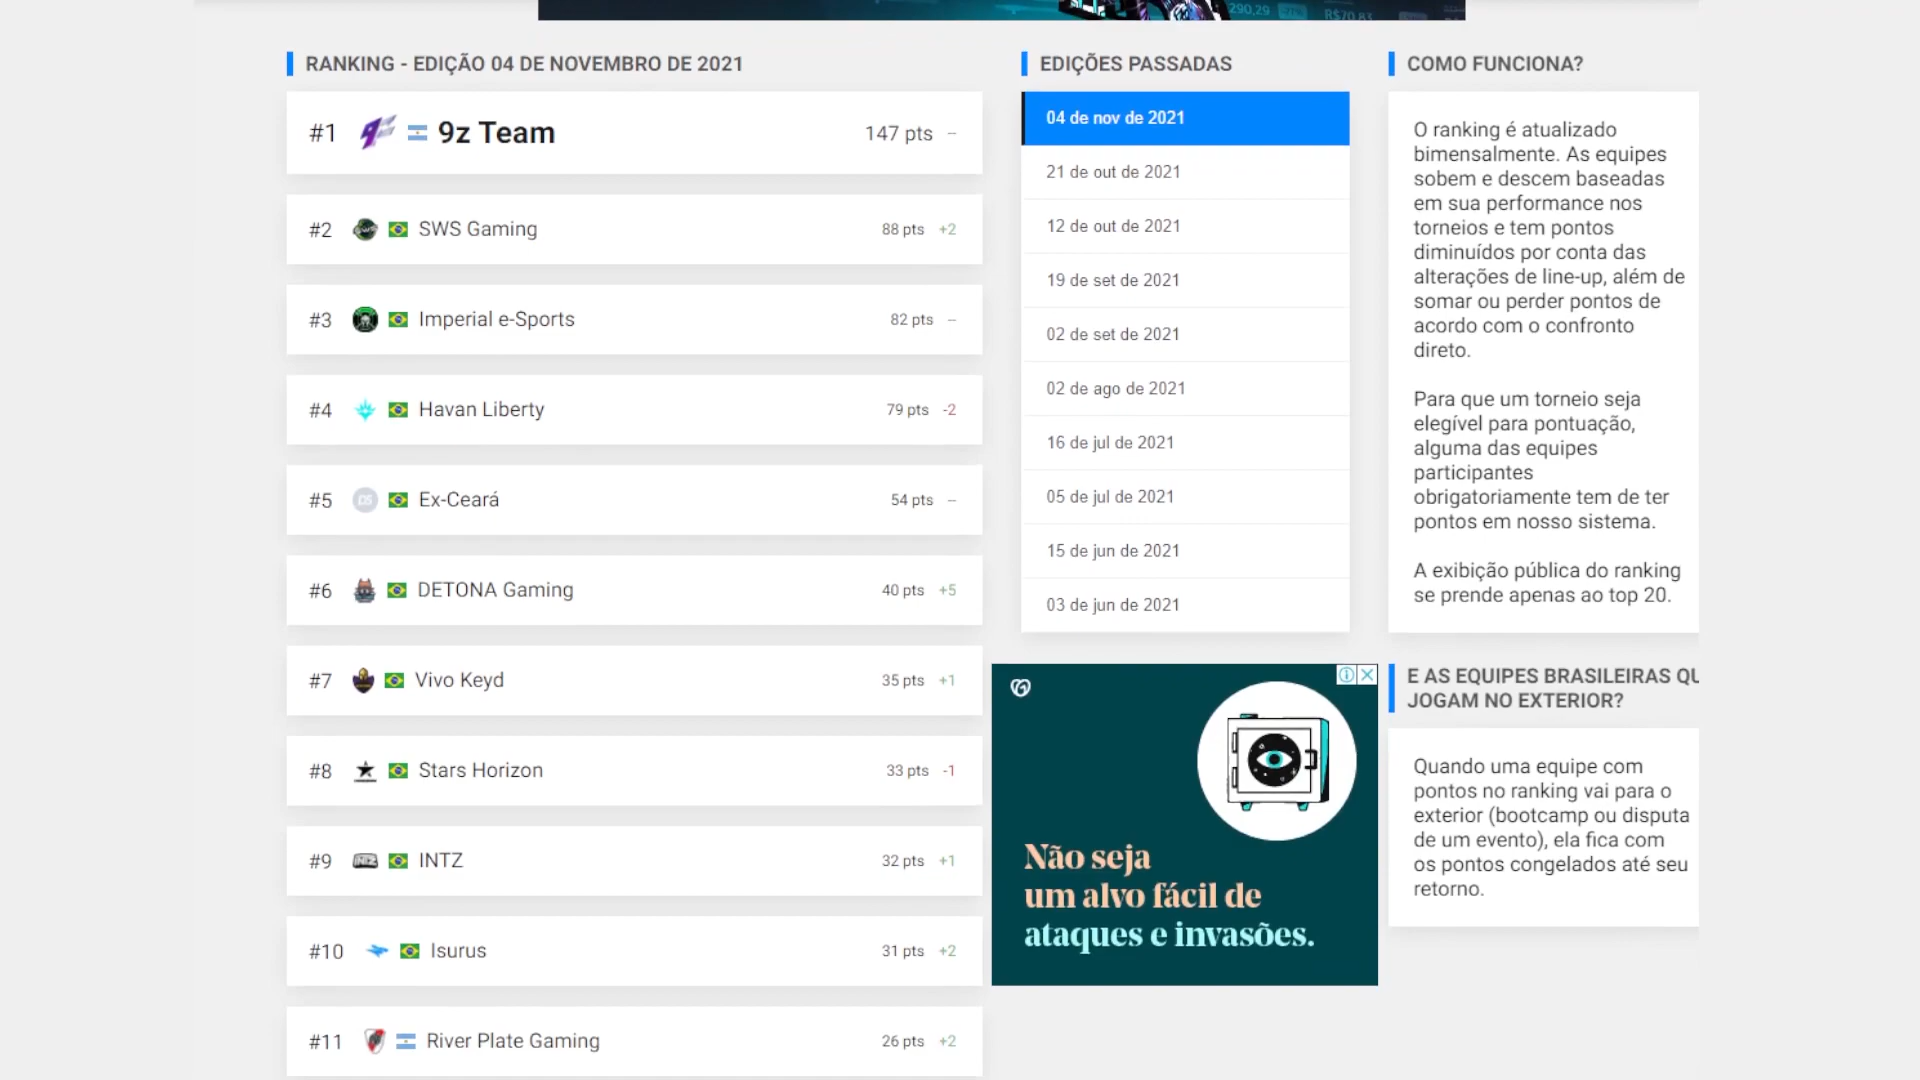 290,29
R$70,83
RANKING - EDIÇÃO 04 DE NOVEMBRO DE 2021
#1 9z Team 147 pts –
#2 SWS Gaming 88 pts +2
#3 Imperial e-Sports 82 pts –
#4 Havan Liberty 79 pts -2
#5 DS Ex-Ceará 54 pts –
#6 DETONA Gaming 40 pts +5
#7 Vivo Keyd 35 pts +1
#8 Stars Horizon 33 pts -1
#9 INTZ 32 pts +1
#10 Isurus 31 pts +2
#11 River Plate Gaming 26 pts +2
EDIÇÕES PASSADAS
04 de nov de 2021
21 de out de 2021
12 de out de 2021
19 de set de 2021
02 de set de 2021
02 de ago de 2021
16 de jul de 2021
05 de jul de 2021
15 de jun de 2021
03 de jun de 2021
Não seja
um alvo fácil de
ataques e invasões.
COMO FUNCIONA?
O ranking é atualizado
bimensalmente. As equipes
sobem e descem baseadas
em sua performance nos
torneios e tem pontos
diminuídos por conta das
alterações de line-up, além de
somar ou perder pontos de
acordo com o confronto
direto.
Para que um torneio seja
elegível para pontuação,
alguma das equipes
participantes
obrigatoriamente tem de ter
pontos em nosso sistema.
A exibição pública do ranking
se prende apenas ao top 20.
E AS EQUIPES BRASILEIRAS QU
JOGAM NO EXTERIOR?
Quando uma equipe com
pontos no ranking vai para o
exterior (bootcamp ou disputa
de um evento), ela fica com
os pontos congelados até seu
retorno.